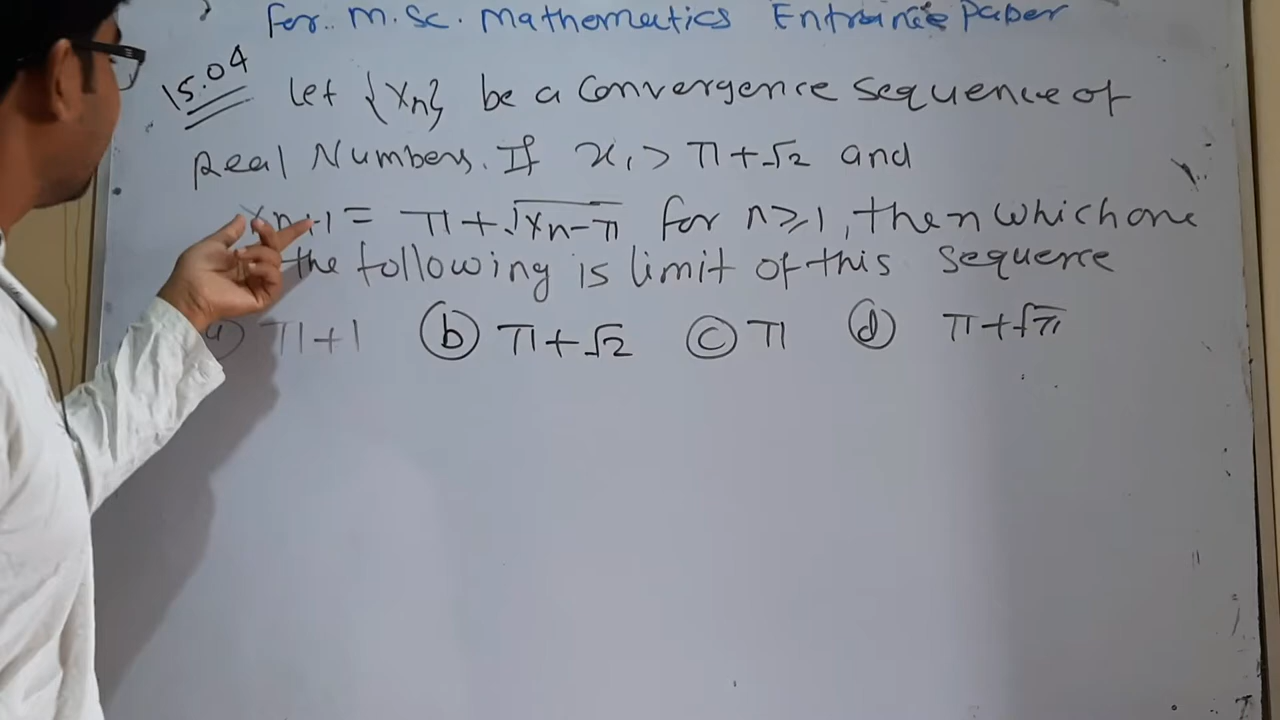 For.. M.Sc. Mathematics Entrance Paper
15.04 Let {Xn} be a Convergence Sequence of
Real Numbers. If x₁ > π+√2 and
Xn+1 = π + √(Xn-π) for n≥1, then which one
the following is limit of this Sequence
(a) π+1 (b) π+√2 (c) π (d) π+√π